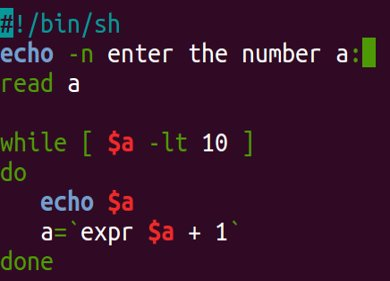 #!/bin/sh
echo -n enter the number a:
read a
while [ $a -lt 10 ]
do
   echo $a
   a=`expr $a + 1`
done